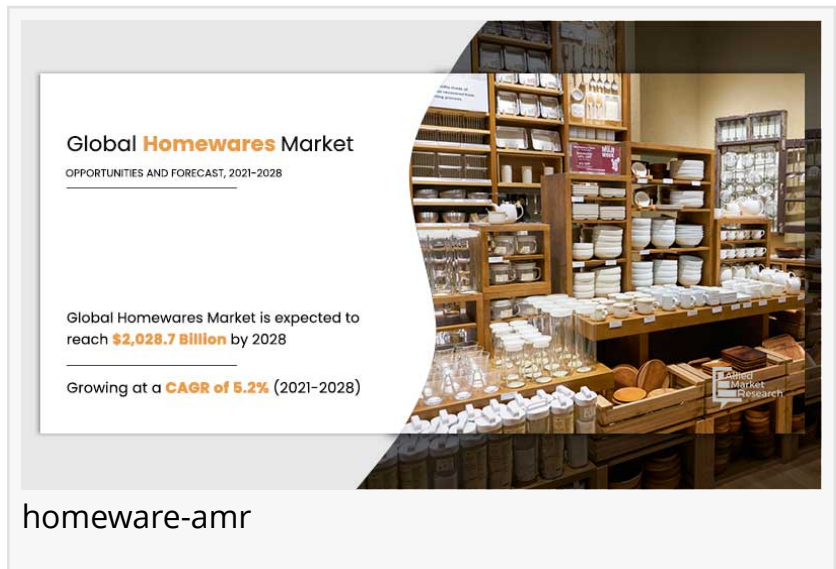 Global Homewares Market
OPPORTUNITIES AND FORECAST, 2021-2028
Global Homewares Market is expected to
reach $2,028.7 Billion by 2028
Growing at a CAGR of 5.2% (2021-2028)
Allied
Market
Research
homeware-amr